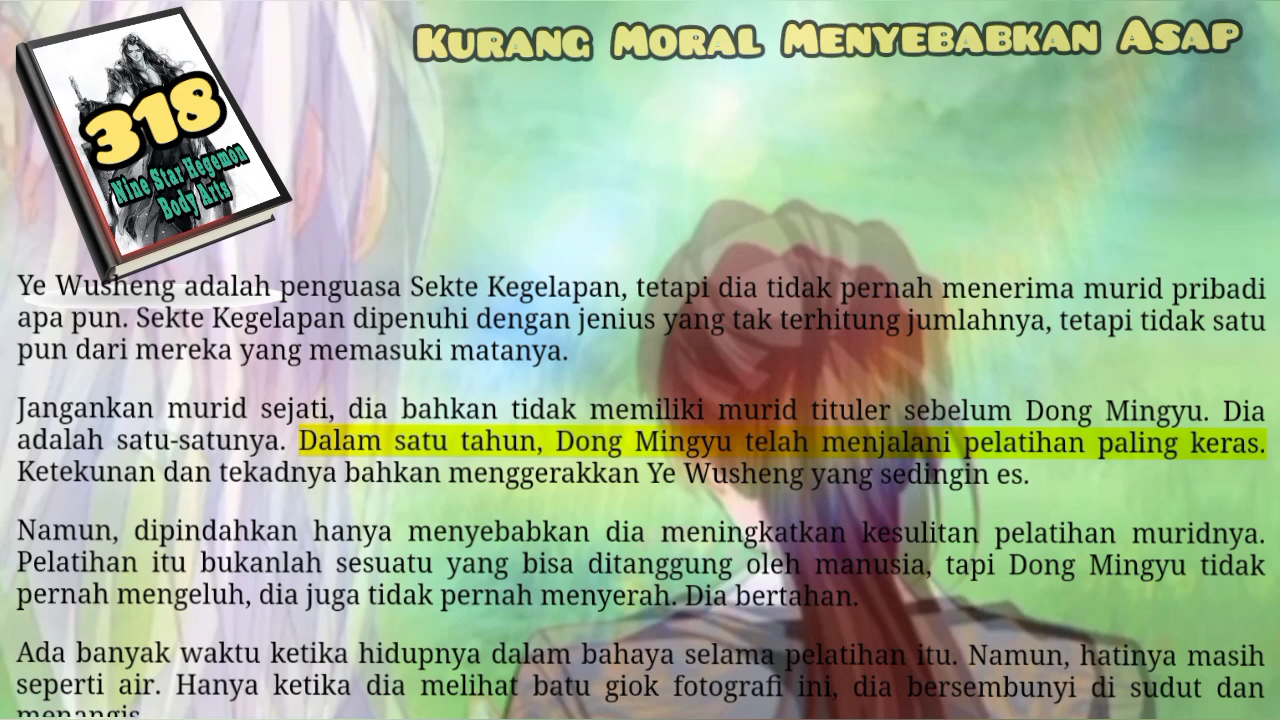 Kurang Moral Menyebabkan Asap
318
Nine Star Hegemon
Body Arts
Ye Wusheng adalah penguasa Sekte Kegelapan, tetapi dia tidak pernah menerima murid pribadi
apa pun. Sekte Kegelapan dipenuhi dengan jenius yang tak terhitung jumlahnya, tetapi tidak satu
pun dari mereka yang memasuki matanya.
Jangankan murid sejati, dia bahkan tidak memiliki murid tituler sebelum Dong Mingyu. Dia
adalah satu-satunya. Dalam satu tahun, Dong Mingyu telah menjalani pelatihan paling keras.
Ketekunan dan tekadnya bahkan menggerakkan Ye Wusheng yang sedingin es.
Namun, dipindahkan hanya menyebabkan dia meningkatkan kesulitan pelatihan muridnya.
Pelatihan itu bukanlah sesuatu yang bisa ditanggung oleh manusia, tapi Dong Mingyu tidak
pernah mengeluh, dia juga tidak pernah menyerah. Dia bertahan.
Ada banyak waktu ketika hidupnya dalam bahaya selama pelatihan itu. Namun, hatinya masih
seperti air. Hanya ketika dia melihat batu giok fotografi ini, dia bersembunyi di sudut dan
menangis.